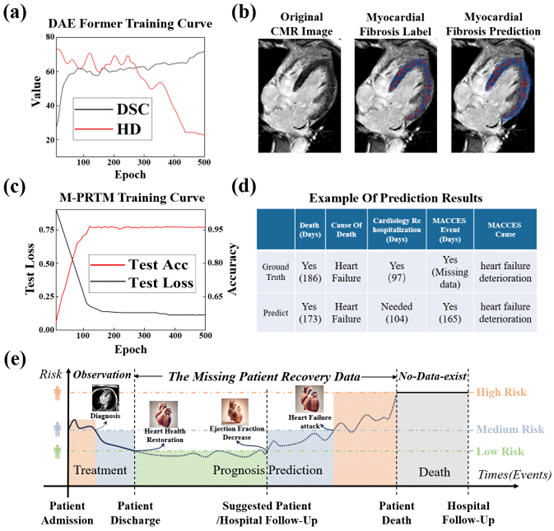 (a)
DAE Former Training Curve
Value
80
70
60
50
40
30
20
DSC
HD
100
200
300
400
500
Epoch
(b)
Original
CMR Image
Myocardial
Fibrosis Label
Myocardial
Fibrosis Prediction
(c)
M-PRTM Training Curve
Test Loss
0.75
0.50
0.25
0.00
Test Acc
Test Loss
0.95
0.85
0.75
0.65
Accuracy
100
200
300
400
500
Epoch
(d)
Example Of Prediction Results
Death
(Days)
Cause Of
Death
Cardiology Re
hospitalization
(Days)
MACCES
Event
(Days)
MACCES
Cause
Ground
Truth
Yes
(186)
Heart
Failure
Yes
(97)
Yes
(Missing
data)
heart failure
deterioration
Predict
Yes
(173)
Heart
Failure
Needed
(104)
Yes
(165)
heart failure
deterioration
(e)
Risk
Observation
The Missing Patient Recovery Data
No-Data-exist
Diagnosis
Heart Health
Restoration
Ejection Fraction
Decrease
Heart Failure
attack
High Risk
Medium Risk
Low Risk
Treatment
Prognosis Prediction
Death
Times(Events)
Patient
Admission
Patient
Discharge
Suggested Patient
/Hospital Follow-Up
Patient
Death
Hospital
Follow-Up